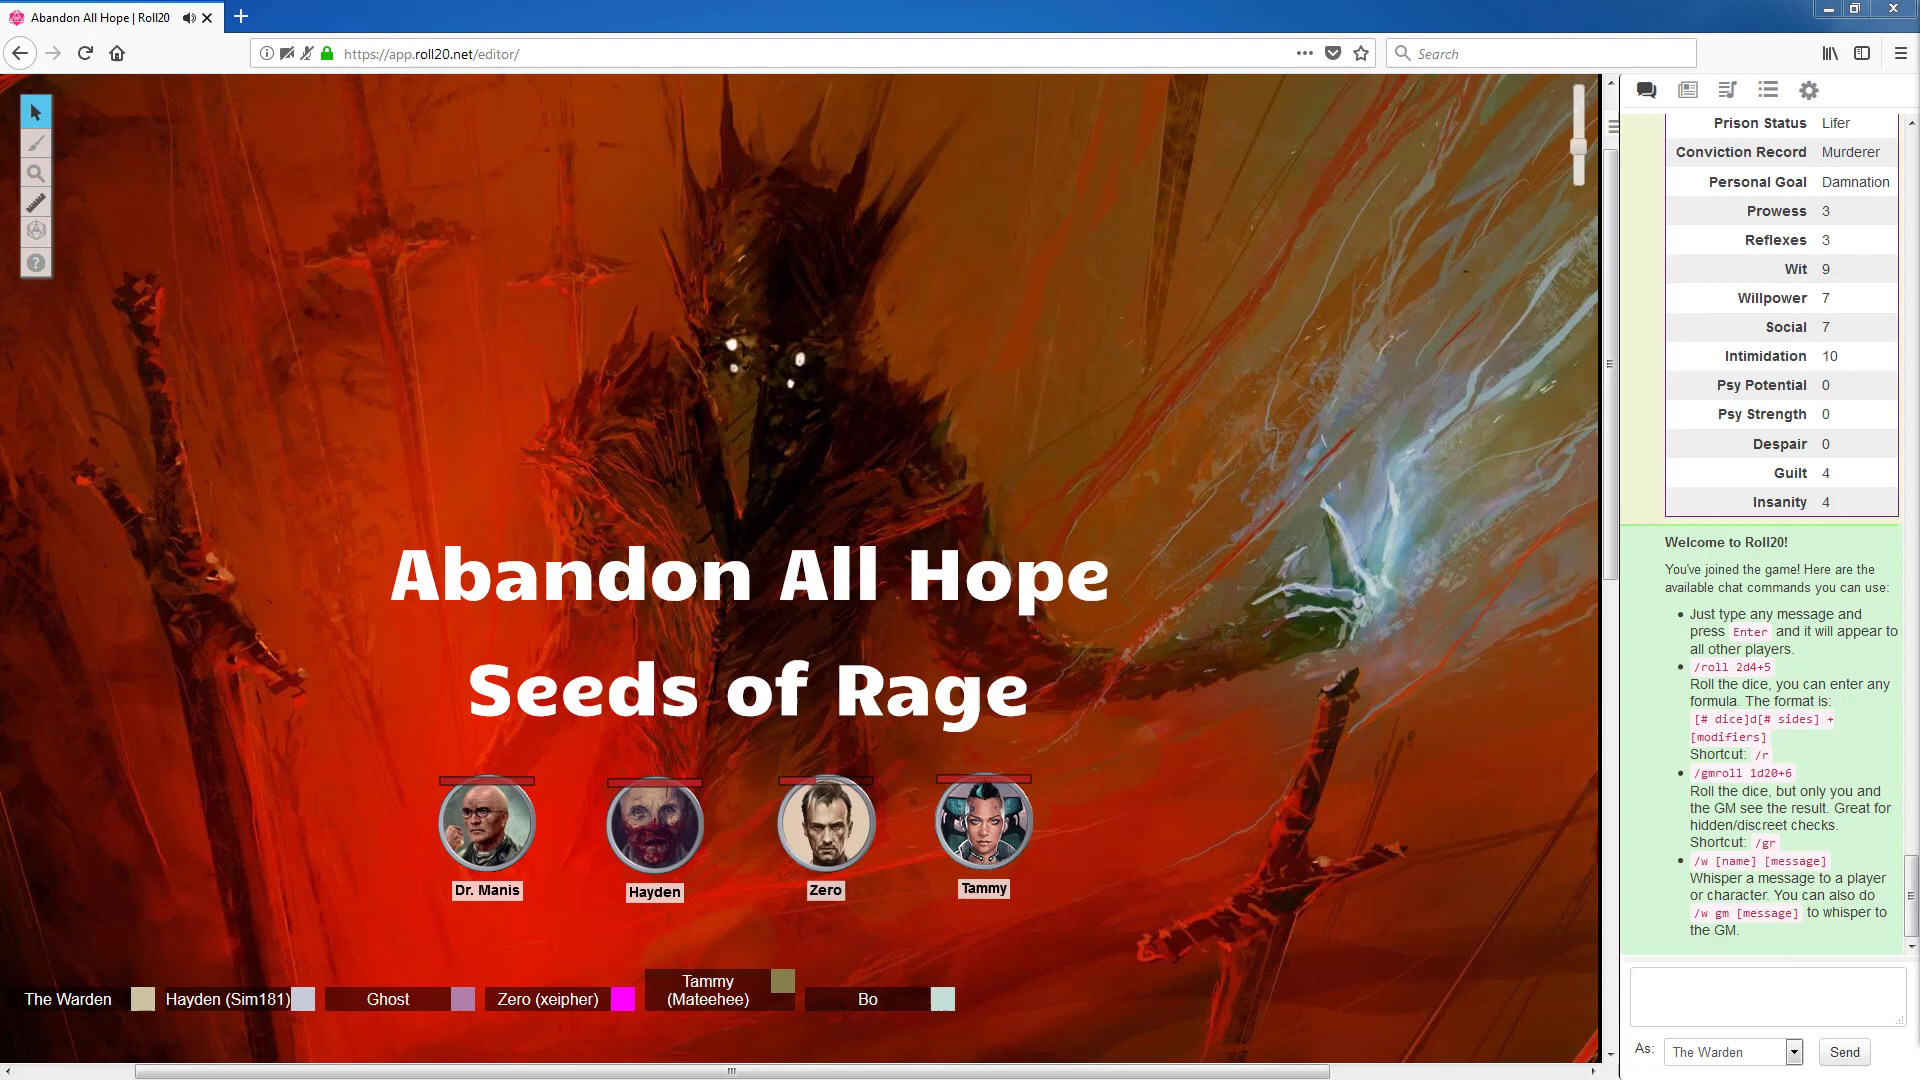 Abandon All Hope | Roll20
https://app.roll20.net/editor/
Search
Abandon All Hope
Seeds of Rage
Dr. Manis
Hayden
Zero
Tammy
The Warden
Hayden (Sim181)
Ghost
Zero (xeipher)
Tammy
(Mateehee)
Bo
Prison Status Lifer
Conviction Record Murderer
Personal Goal Damnation
Prowess 3
Reflexes 3
Wit 9
Willpower 7
Social 7
Intimidation 10
Psy Potential 0
Psy Strength 0
Despair 0
Guilt 4
Insanity 4
Welcome to Roll20!
You've joined the game! Here are the
available chat commands you can use:
• Just type any message and
press Enter and it will appear to
all other players.
• /roll 2d4+5
Roll the dice, you can enter any
formula. The format is:
[# dice]d[# sides] +
[modifiers]
Shortcut: /r
• /gmroll 1d20+6
Roll the dice, but only you and
the GM see the result. Great for
hidden/discreet checks.
Shortcut: /gr
• /w [name] [message]
Whisper a message to a player
or character. You can also do
/w gm [message] to whisper to
the GM.
As: The Warden Send